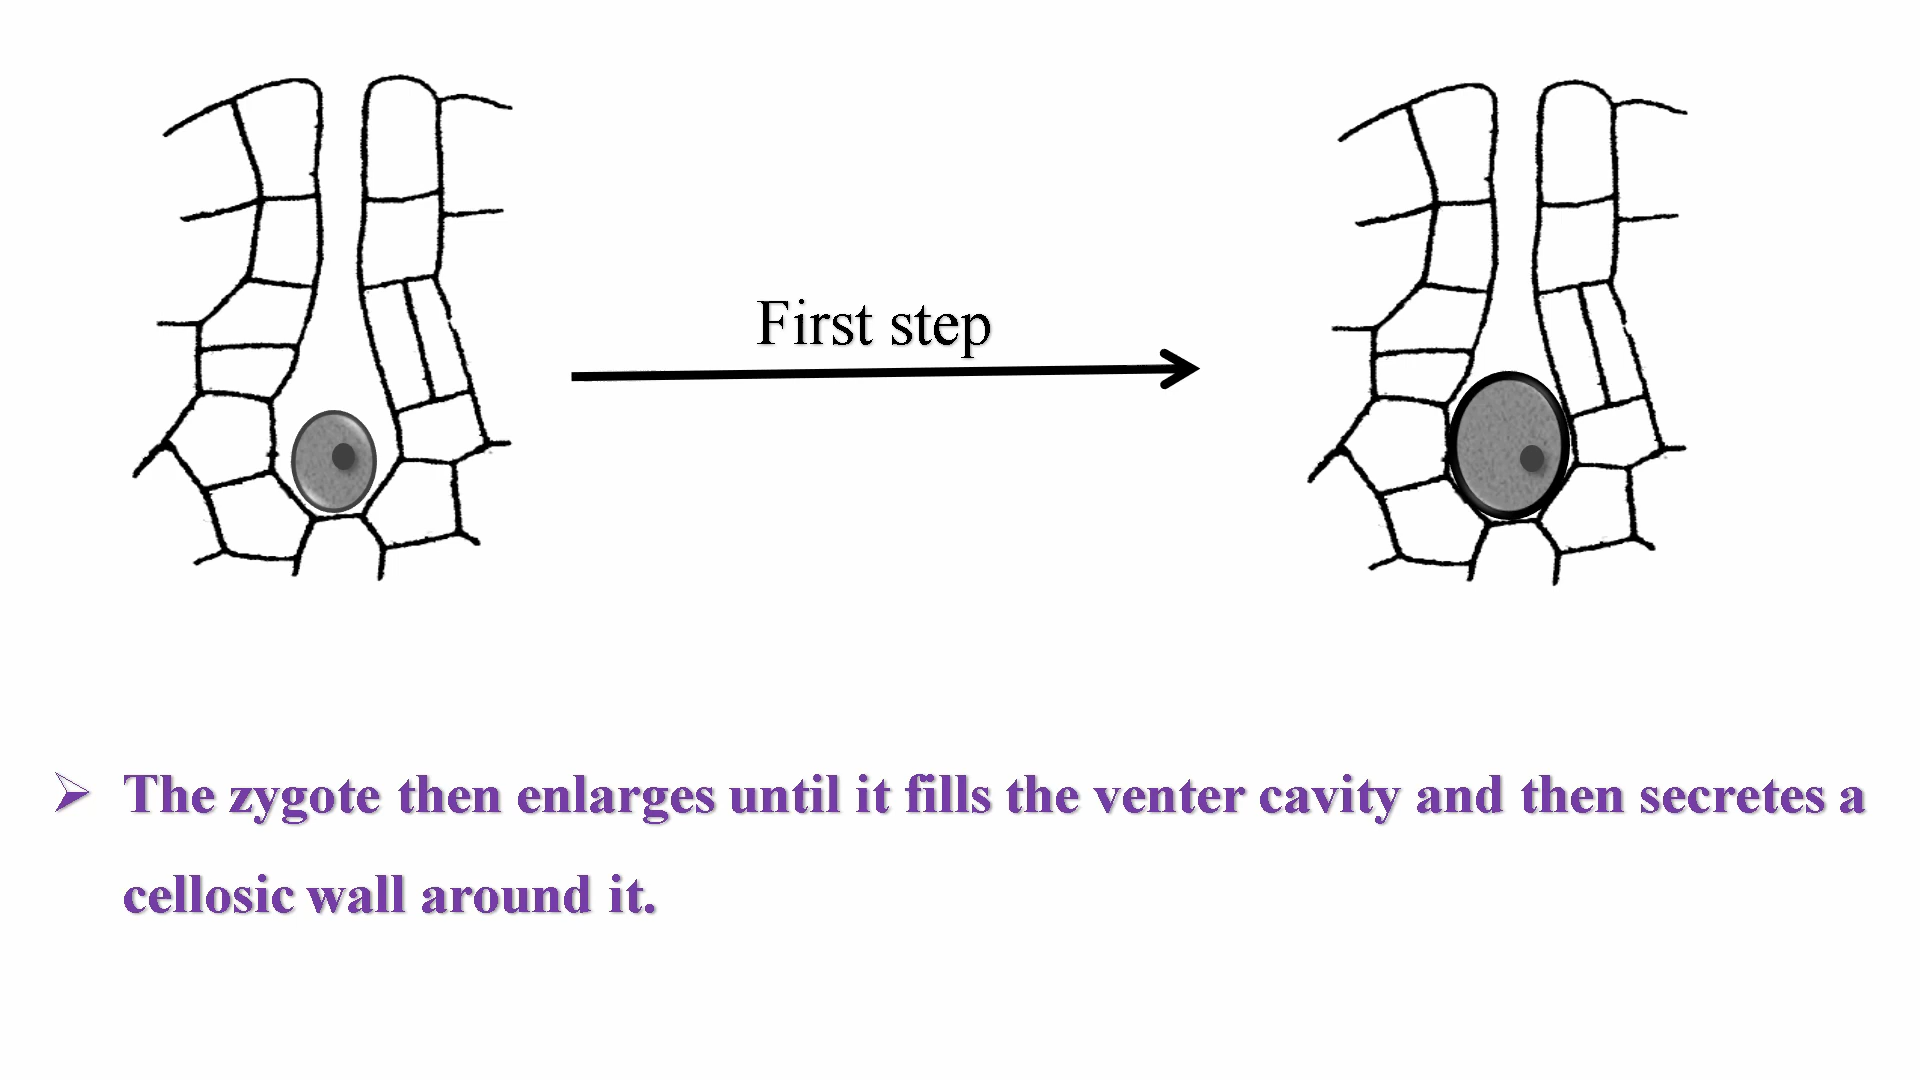 First step
➢ The zygote then enlarges until it fills the venter cavity and then secretes a
cellosic wall around it.